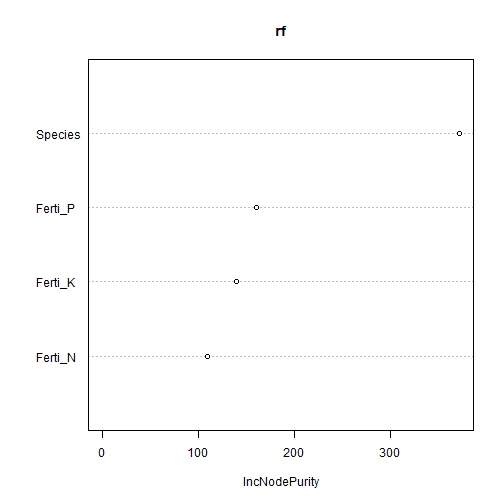 rf
Species
Ferti_P
Ferti_K
Ferti_N
0 100 200 300
IncNodePurity